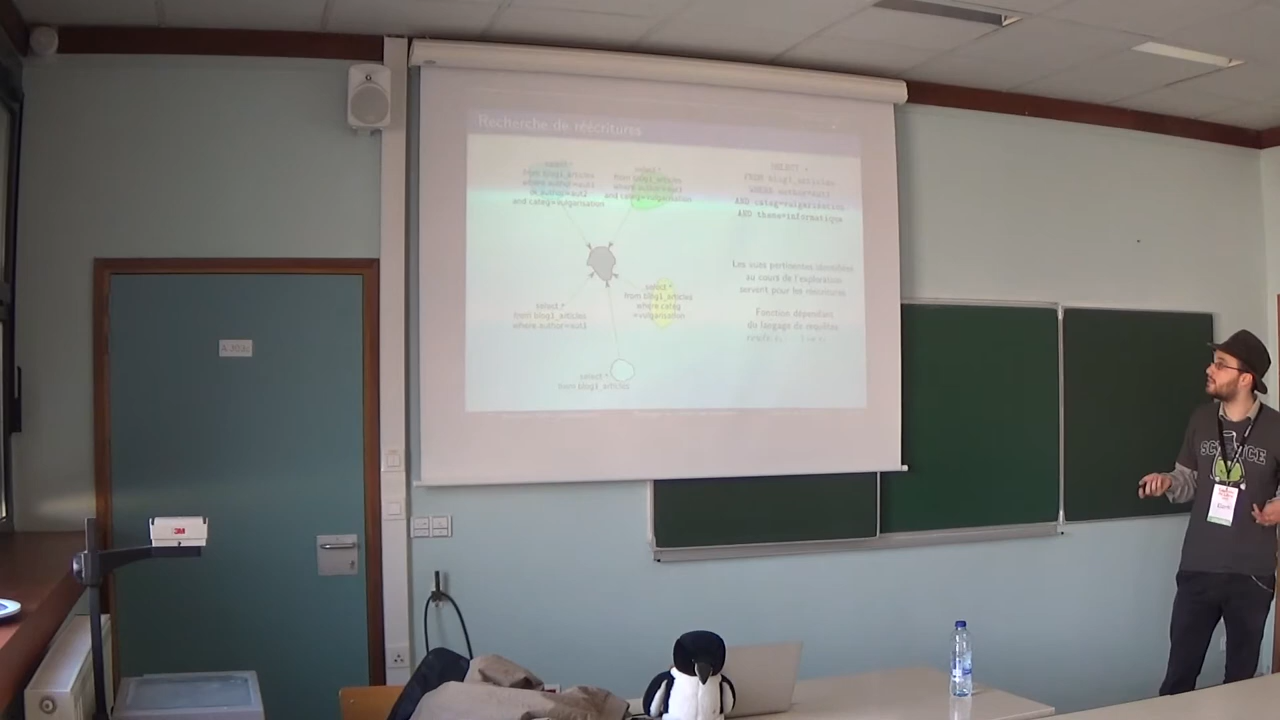 Recherche de réécritures
select *
from blog1_articles
where author=aut1
or author=aut2
and categ=vulgarisation
select *
from blog1_articles
where author=aut1
and categ=vulgarisation
SELECT *
FROM blog1_articles
WHERE author=aut1
AND categ=vulgarisation
AND theme=informatique
select *
from blog1_articles
where author=aut1
select *
from blog1_articles
where categ
=vulgarisation
select *
from blog1_articles
Les vues pertinentes identifiées
au cours de l'exploration
servent pour les réécritures
Fonction dépendant
du langage de requêtes
3M
SCIENCE